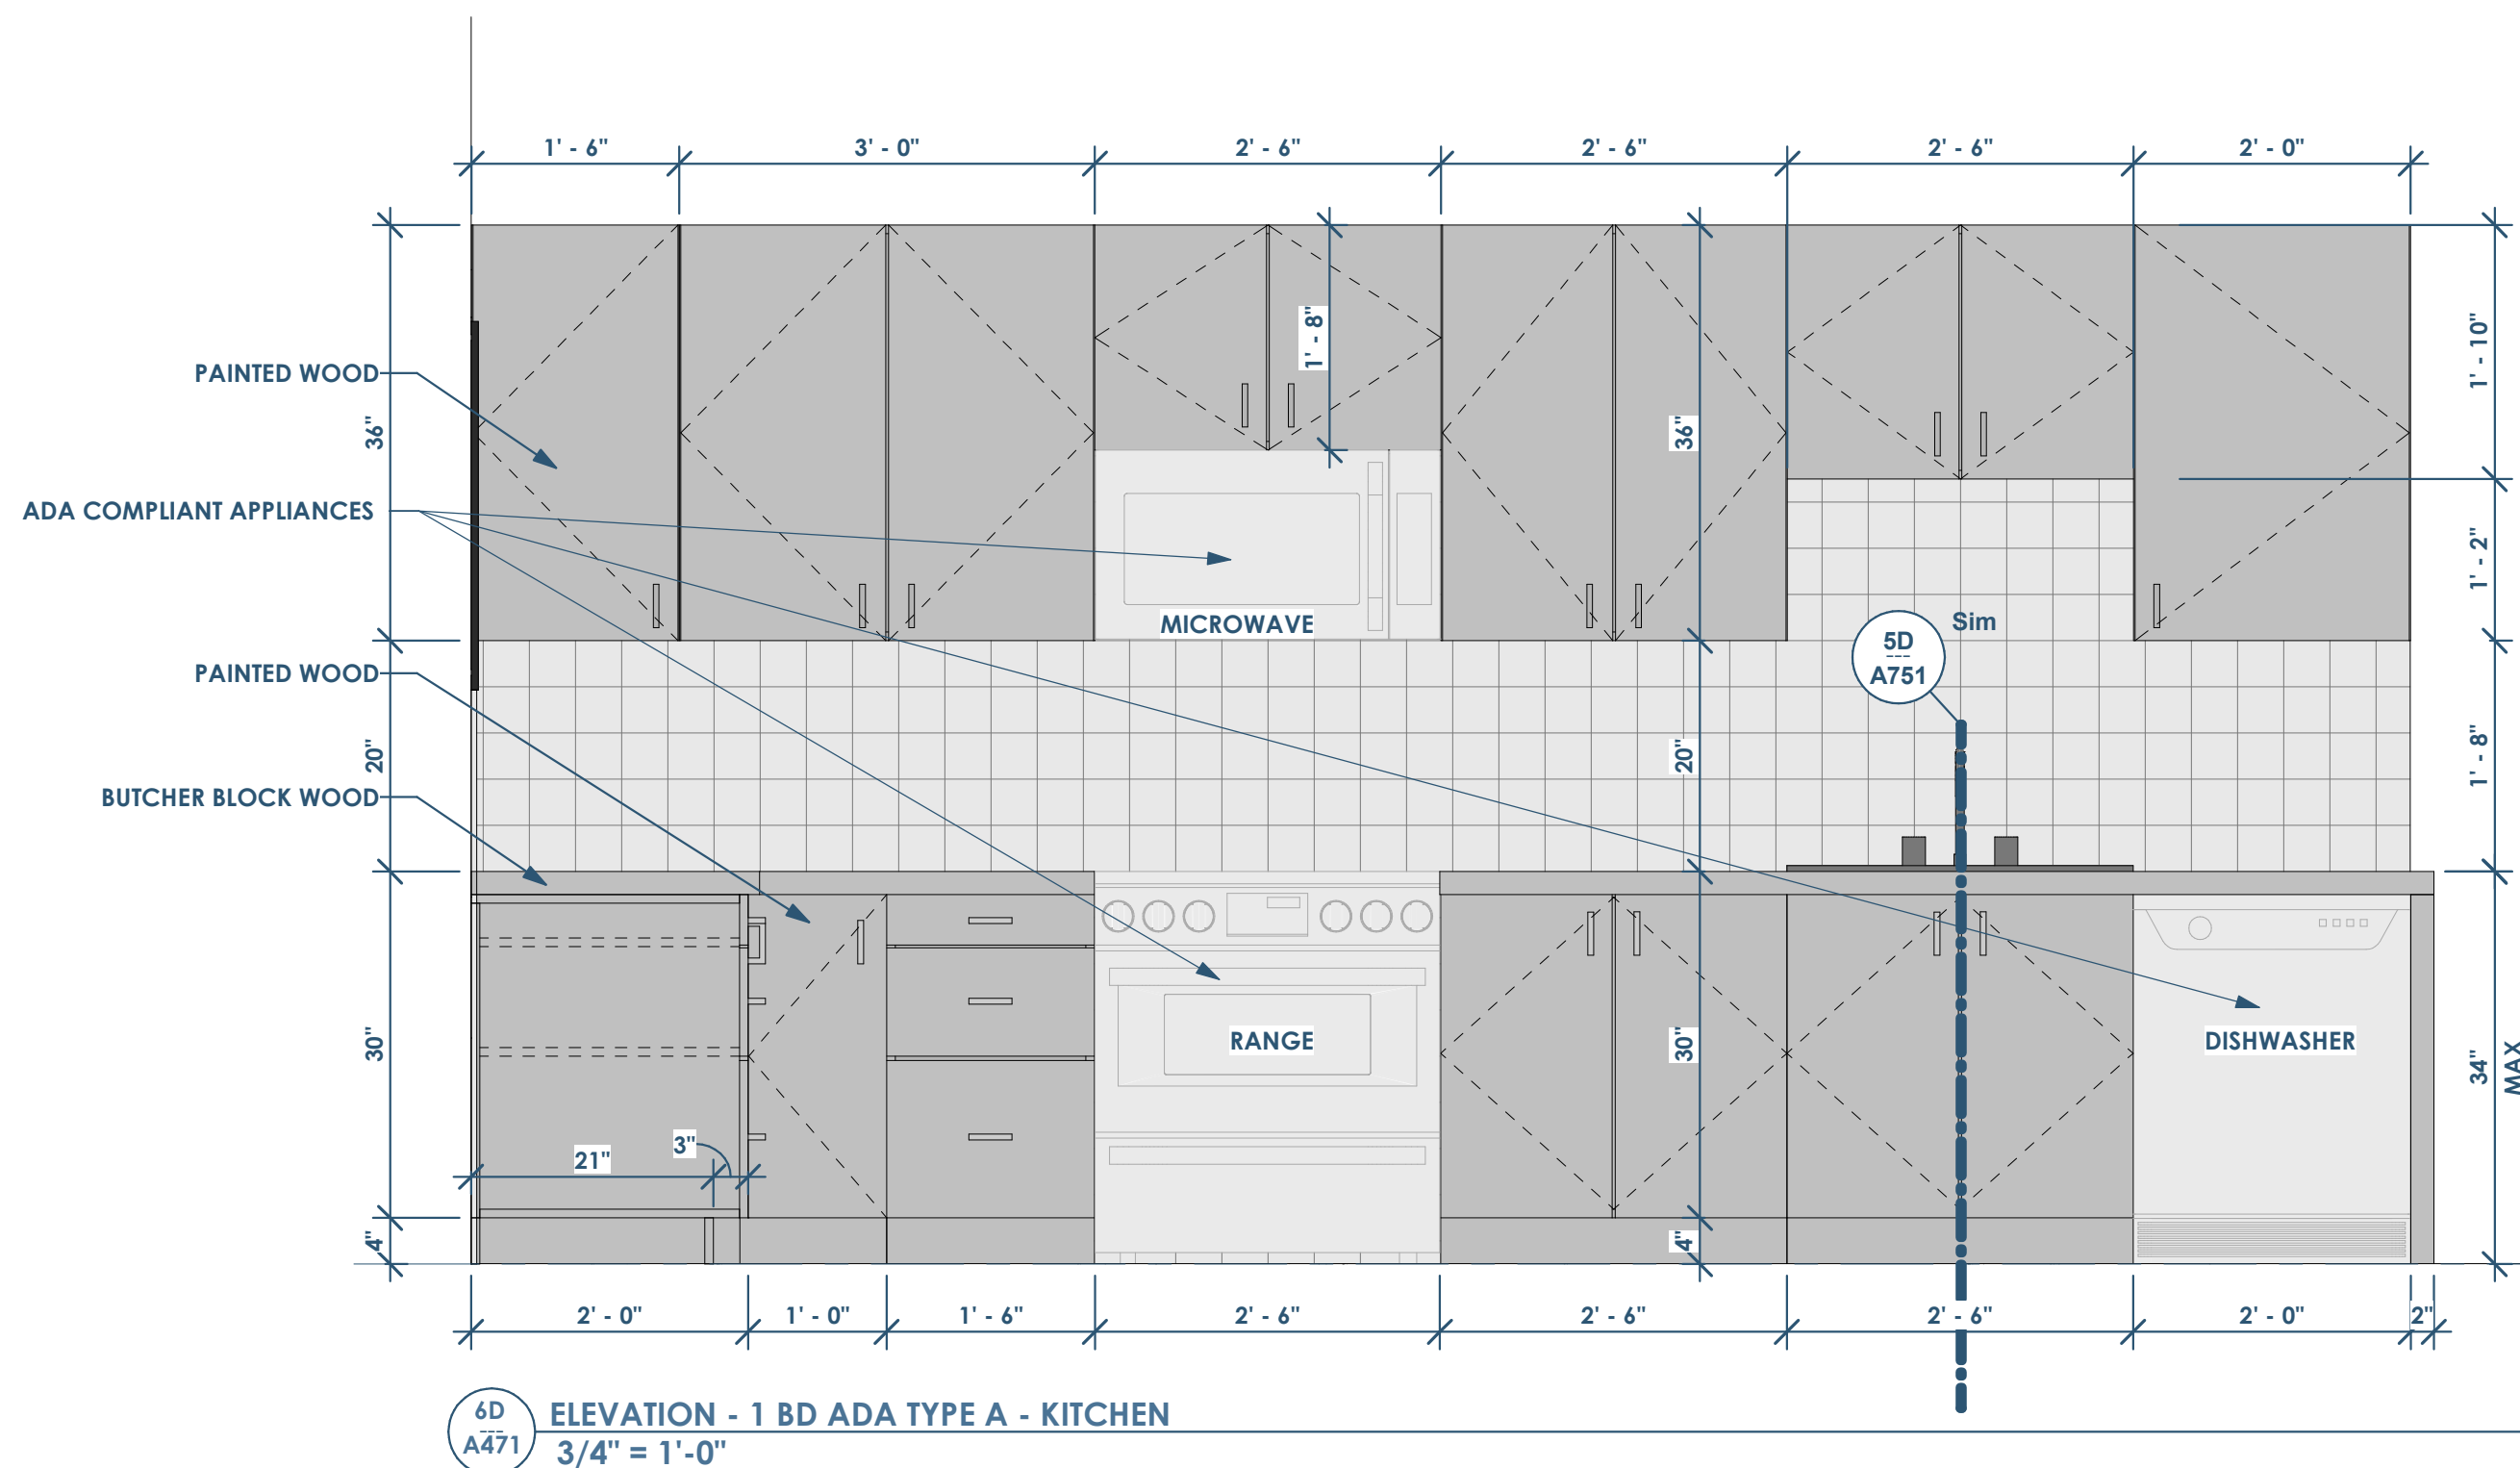 1' - 6" 3' - 0" 2' - 6" 2' - 6" 2' - 6" 2' - 0"
1' - 8"
1' - 10"
PAINTED WOOD
36"
36"
ADA COMPLIANT APPLIANCES
1' - 2"
MICROWAVE
Sim
5D
A751
PAINTED WOOD
20"
20"
1' - 8"
BUTCHER BLOCK WOOD
30"
RANGE
30"
DISHWASHER
34"
MAX
3"
21"
4"
4"
2' - 0" 1' - 0" 1' - 6" 2' - 6" 2' - 6" 2' - 6" 2' - 0" 2"
6D
A471
ELEVATION - 1 BD ADA TYPE A - KITCHEN
3/4" = 1'-0"